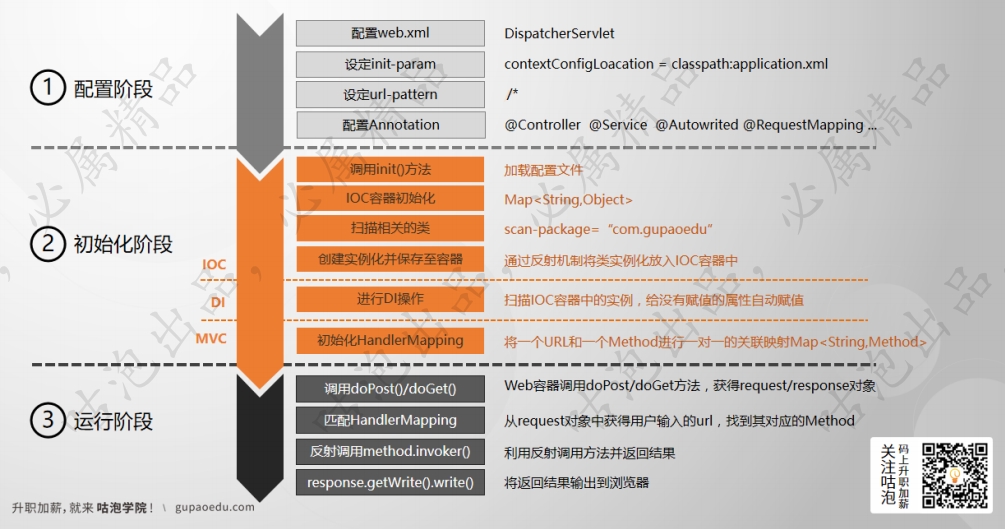 配置web.xml DispatcherServlet
设定init-param contextConfigLoacation = classpath:application.xml
① 配置阶段
设定url-pattern /*
配置Annotation @Controller @Service @Autowrited @RequestMapping ...
调用init()方法 加载配置文件
IOC容器初始化 Map<String,Object>
扫描相关的类 scan-package=“com.gupaoedu”
② 初始化阶段
创建实例化并保存至容器 通过反射机制将类实例化放入IOC容器中
IOC
DI 进行DI操作 扫描IOC容器中的实例，给没有赋值的属性自动赋值
MVC 初始化HandlerMapping 将一个URL和一个Method进行一对一的关联映射Map<String,Method>
调用doPost()/doGet() Web容器调用doPost/doGet方法，获得request/response对象
③ 运行阶段
匹配HandlerMapping 从request对象中获得用户输入的url，找到其对应的Method
反射调用method.invoker() 利用反射调用方法并返回结果
response.getWrite().write() 将返回结果输出到浏览器
升职加薪，就来 咕泡学院！\ gupaoedu.com
关注咕泡
码上升职加薪
咕泡出品，必属精品
咕泡出品，必属精品
咕泡出品，必属精品